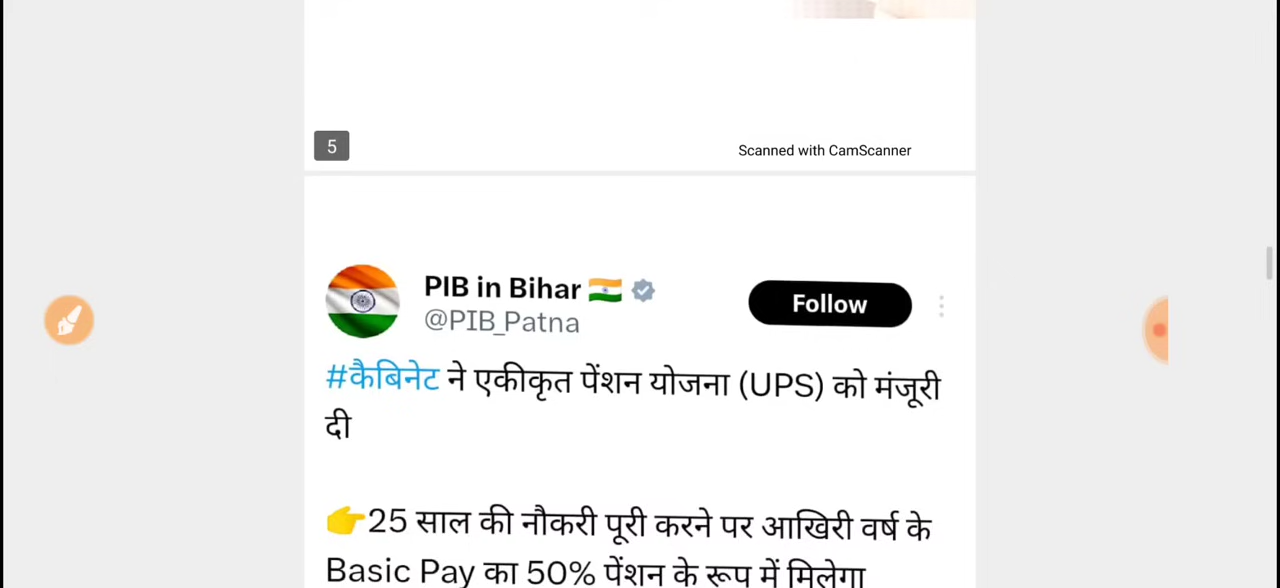 5
Scanned with CamScanner
PIB in Bihar
@PIB_Patna
Follow
#कैबिनेट ने एकीकृत पेंशन योजना (UPS) को मंजूरी
दी
25 साल की नौकरी पूरी करने पर आखिरी वर्ष के
Basic Pay का 50% पेंशन के रूप में मिलेगा